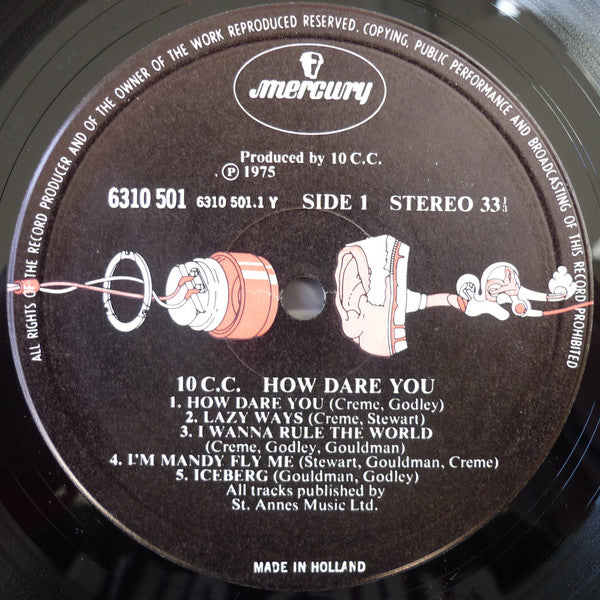 ALL RIGHTS OF THE RECORD PRODUCER AND OF THE OWNER OF THE WORK REPRODUCED RESERVED. COPYING, PUBLIC PERFORMANCE AND BROADCASTING OF THIS RECORD PROHIBITED
mercury
Produced by 10 C.C.
Ⓟ 1975
6310 501 6310 501.1 Y SIDE 1 STEREO 33⅓
10 C.C. HOW DARE YOU
1. HOW DARE YOU (Creme, Godley)
2. LAZY WAYS (Creme, Stewart)
3. I WANNA RULE THE WORLD
(Creme, Godley, Gouldman)
4. I'M MANDY FLY ME (Stewart, Gouldman, Creme)
5. ICEBERG (Gouldman, Godley)
All tracks published by
St. Annes Music Ltd.
MADE IN HOLLAND